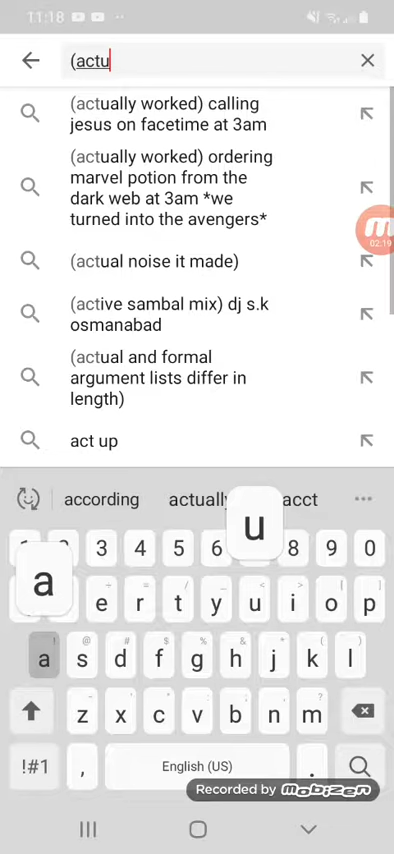 11:18
(actu
(actually worked) calling
jesus on facetime at 3am
(actually worked) ordering
marvel potion from the
dark web at 3am *we
turned into the avengers*
02:19
(actual noise it made)
(active sambal mix) dj s.k
osmanabad
(actual and formal
argument lists differ in
length)
act up
according actually acct
u
3 4 5 6 8 9 0
a
e r t y u i o p
a s d f g h j k l
z x c v b n m
!#1 , English (US) .
Recorded by mobizen